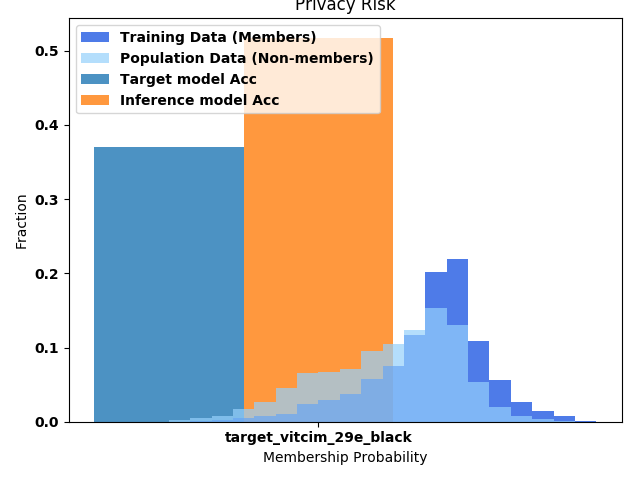 Privacy Risk
Training Data (Members)
Population Data (Non-members)
Target model Acc
Inference model Acc
0.5
0.4
0.3
0.2
0.1
0.0
Fraction
target_vitcim_29e_black
Membership Probability